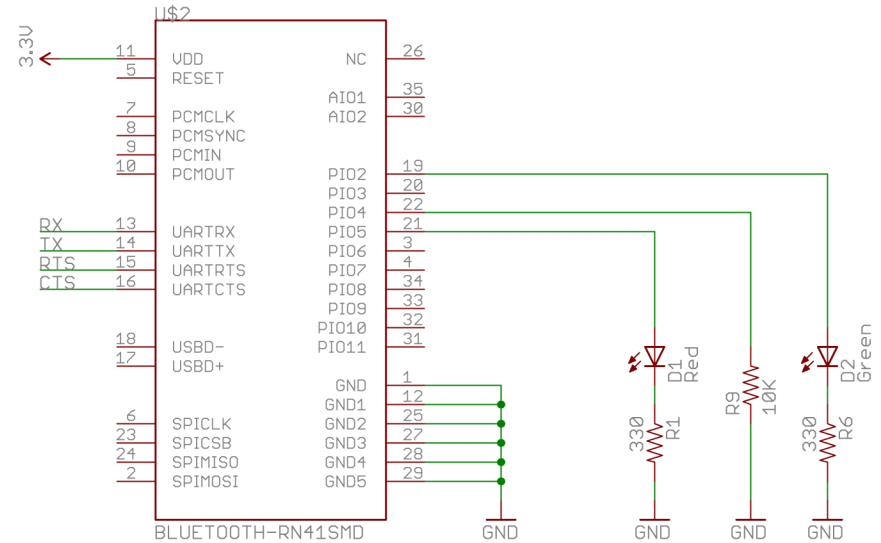 U$2
3.3V
11 VDD
5 RESET
7 PCMCLK
8 PCMSYNC
9 PCMIN
10 PCMOUT
RX 13 UARTRX
TX 14 UARTTX
RTS 15 UARTRTS
CTS 16 UARTCTS
18 USBD-
17 USBD+
6 SPICLK
23 SPICSB
24 SPIMISO
2 SPIMOSI
NC 26
AIO1 35
AIO2 30
PIO2 19
PIO3 20
PIO4 22
PIO5 21
PIO6 3
PIO7 4
PIO8 34
PIO9 33
PIO10 32
PIO11 31
GND 1
GND1 12
GND2 25
GND3 27
GND4 28
GND5 29
BLUETOOTH-RN41SMD
GND
D1
Red
330
R1
GND
R9
10K
GND
D2
Green
330
R6
GND